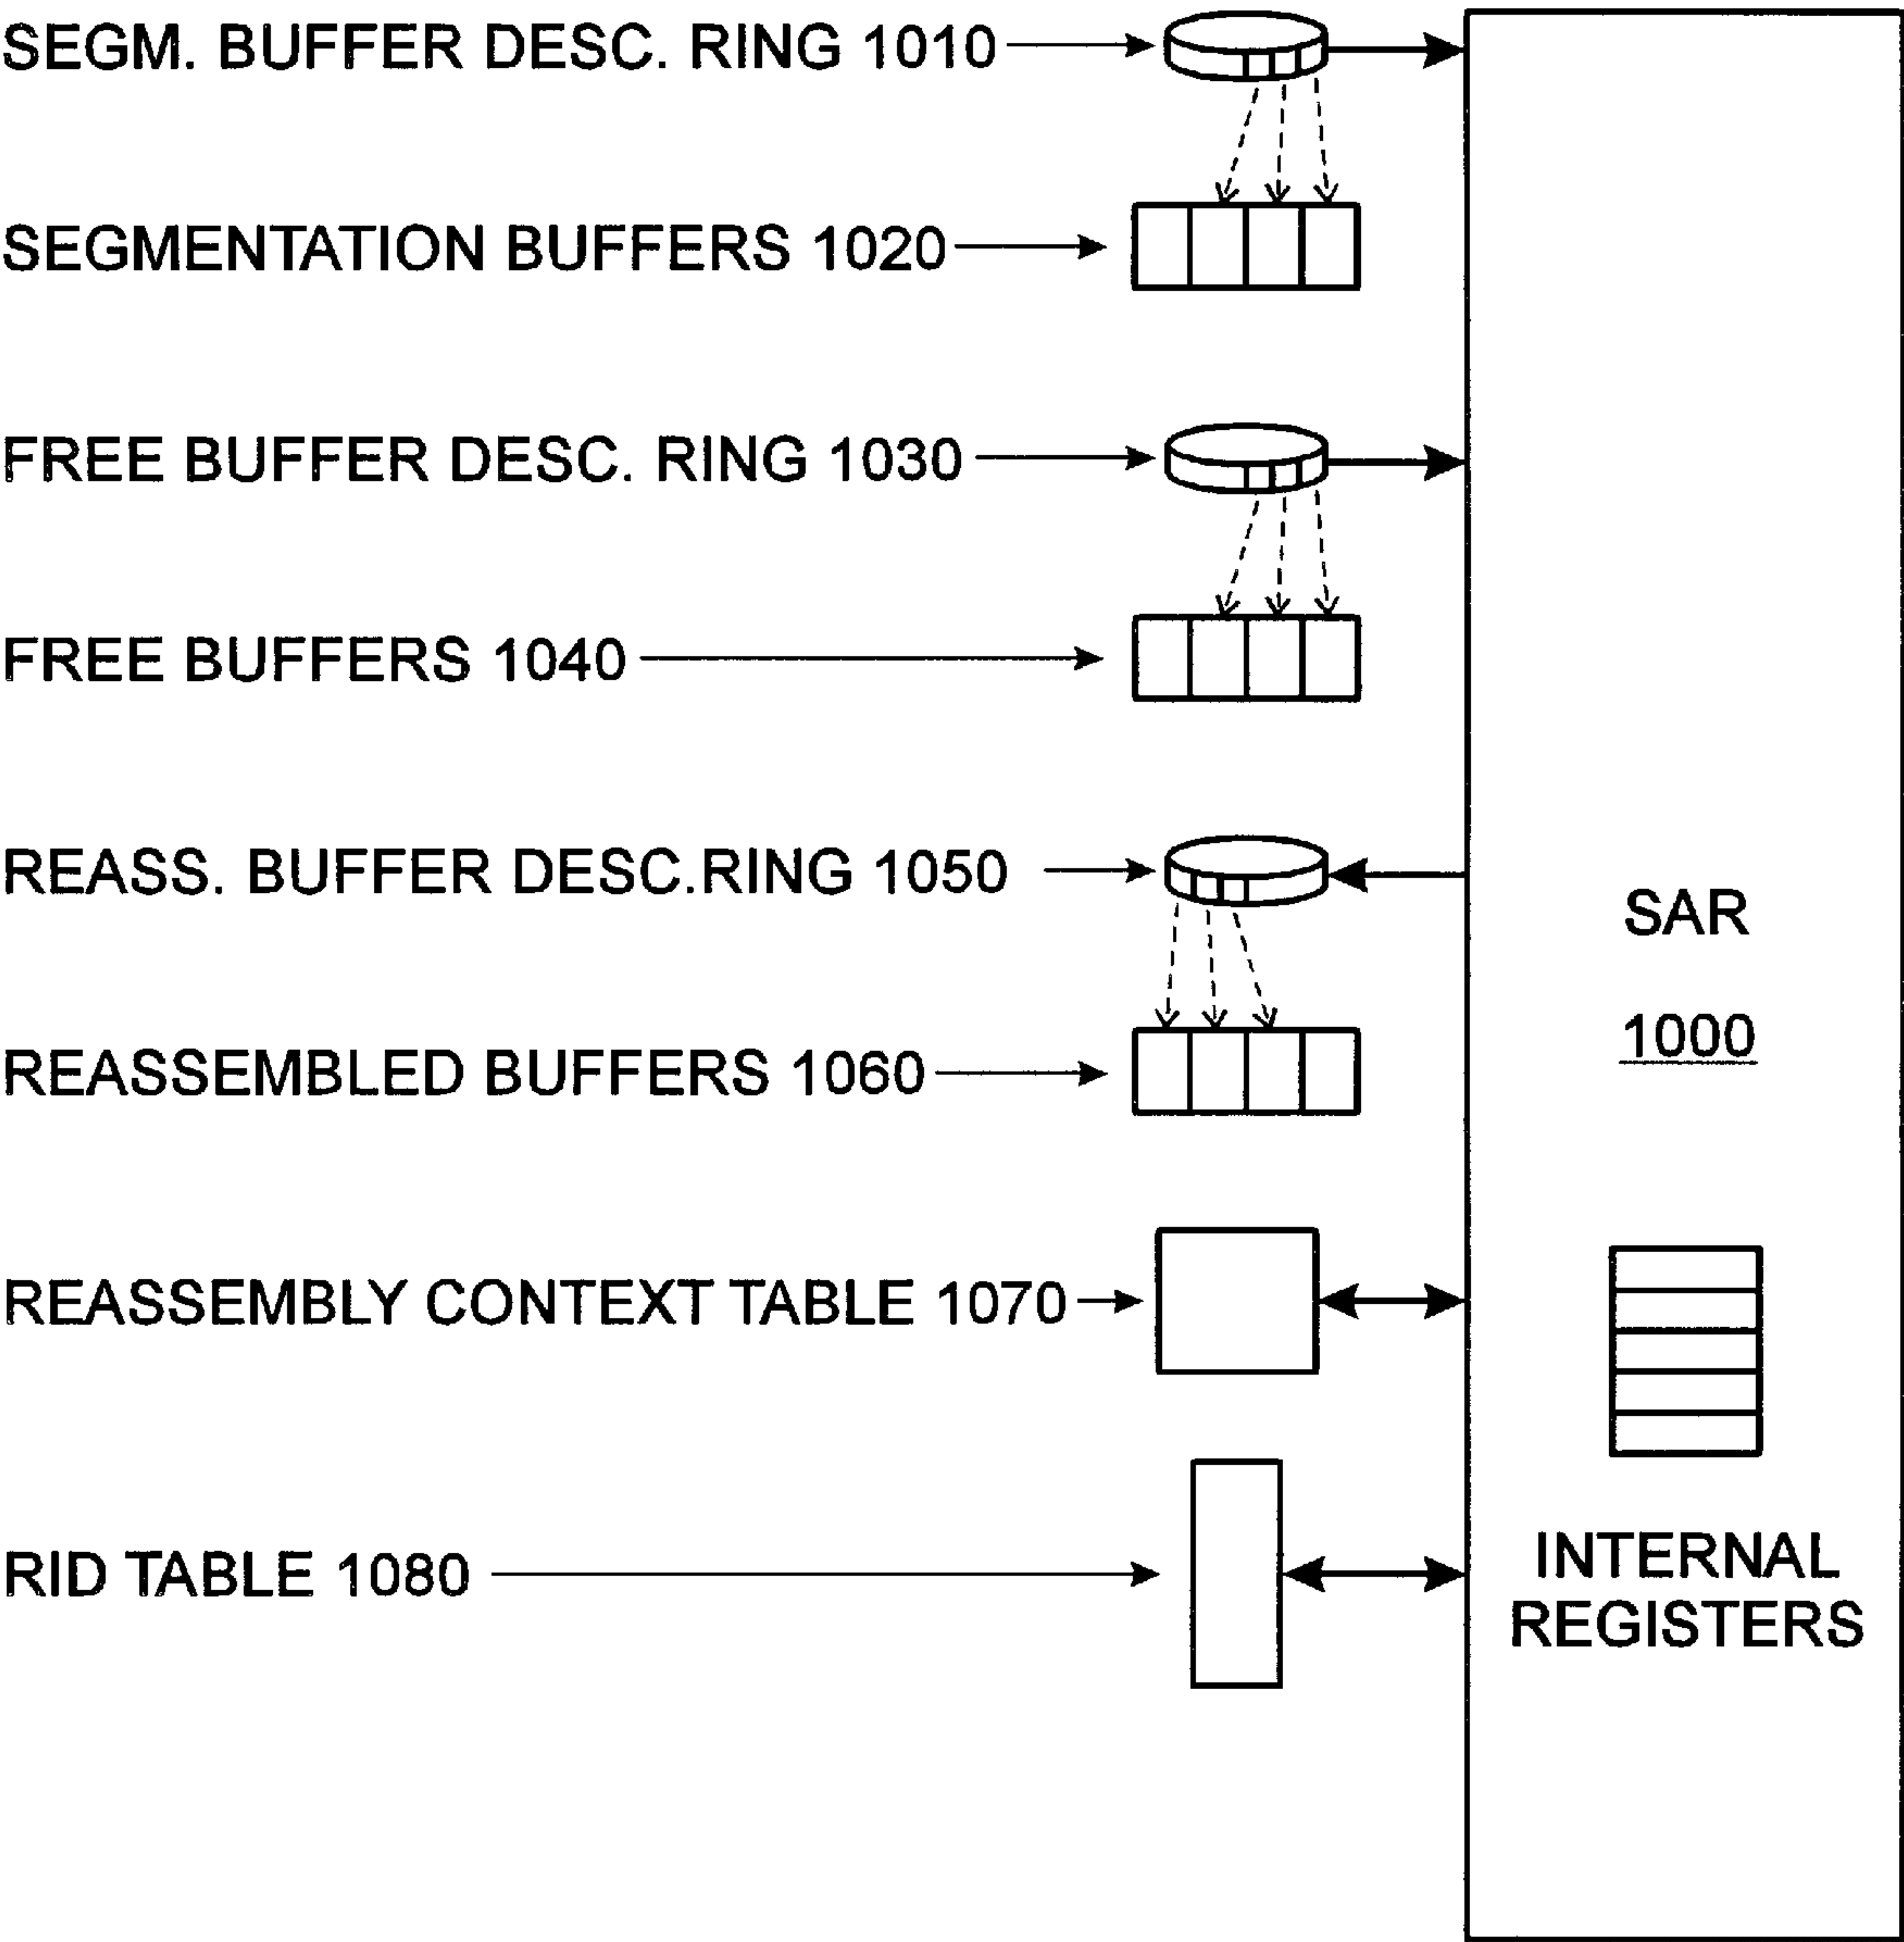 SEGM. BUFFER DESC. RING 1010
SEGMENTATION BUFFERS 1020
FREE BUFFER DESC. RING 1030
FREE BUFFERS 1040
REASS. BUFFER DESC.RING 1050
REASSEMBLED BUFFERS 1060
REASSEMBLY CONTEXT TABLE 1070
RID TABLE 1080
SAR
1000
INTERNAL
REGISTERS